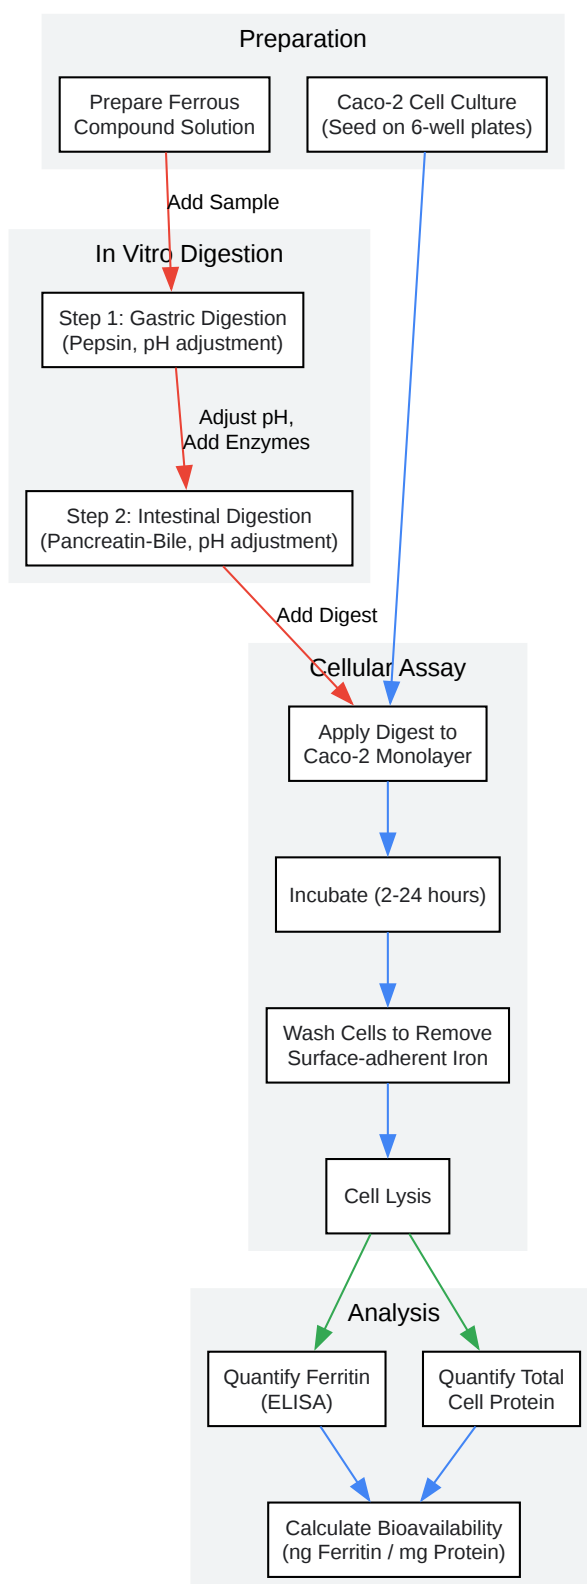 Preparation
Prepare Ferrous
Compound Solution
Caco-2 Cell Culture
(Seed on 6-well plates)
Add Sample
In Vitro Digestion
Step 1: Gastric Digestion
(Pepsin, pH adjustment)
Adjust pH,
Add Enzymes
Step 2: Intestinal Digestion
(Pancreatin-Bile, pH adjustment)
Add Digest
Cellular Assay
Apply Digest to
Caco-2 Monolayer
Incubate (2-24 hours)
Wash Cells to Remove
Surface-adherent Iron
Cell Lysis
Analysis
Quantify Ferritin
(ELISA)
Quantify Total
Cell Protein
Calculate Bioavailability
(ng Ferritin / mg Protein)